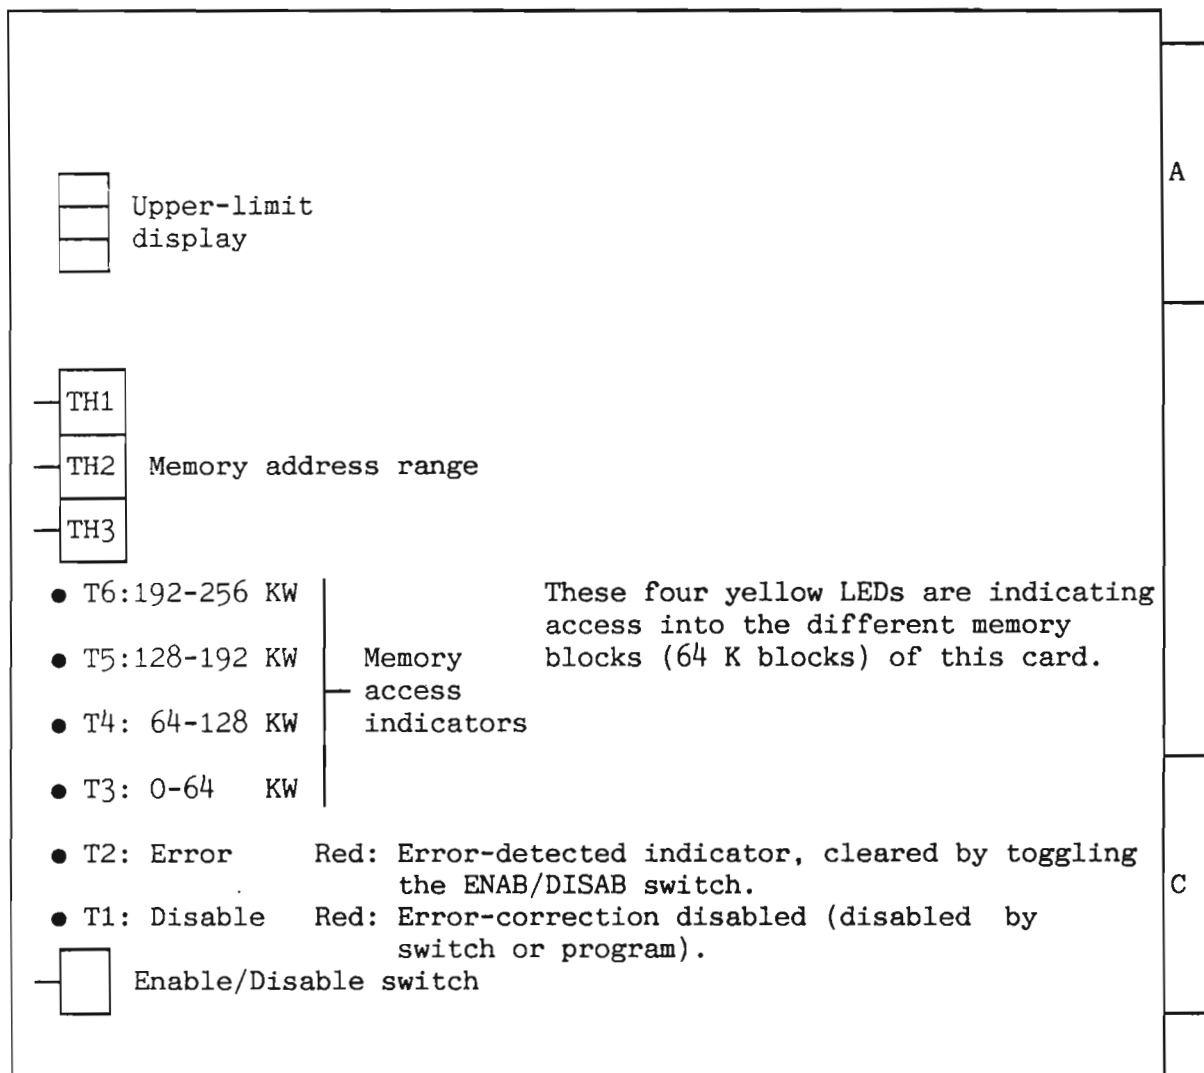 A
Upper-limit
display
TH1
TH2 Memory address range
TH3
T6:192-256 KW
T5:128-192 KW
T4: 64-128 KW
T3: 0-64 KW
Memory
access
indicators
These four yellow LEDs are indicating
access into the different memory
blocks (64 K blocks) of this card.
T2: Error Red: Error-detected indicator, cleared by toggling
the ENAB/DISAB switch.
C
T1: Disable Red: Error-correction disabled (disabled by
switch or program).
Enable/Disable switch